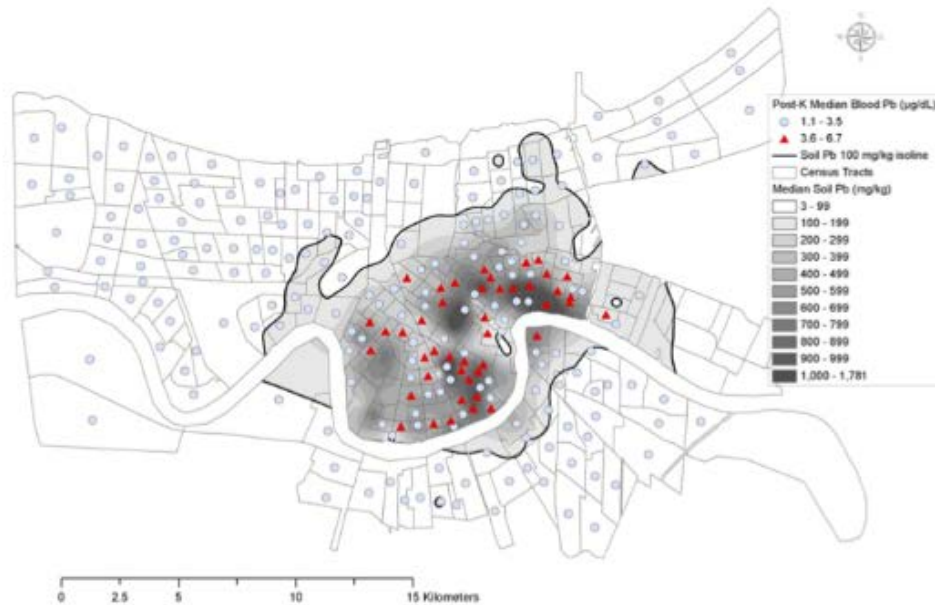 Post-K Median Blood Pb (µg/dL)
1.1 - 3.5
3.6 - 6.7
Soil Pb 100 mg/kg isoline
Census Tracts
Median Soil Pb (mg/kg)
3 - 99
100 - 199
200 - 299
300 - 399
400 - 499
500 - 599
600 - 699
700 - 799
800 - 899
900 - 999
1,000 - 1,781
0 2.5 5 10 15 Kilometers